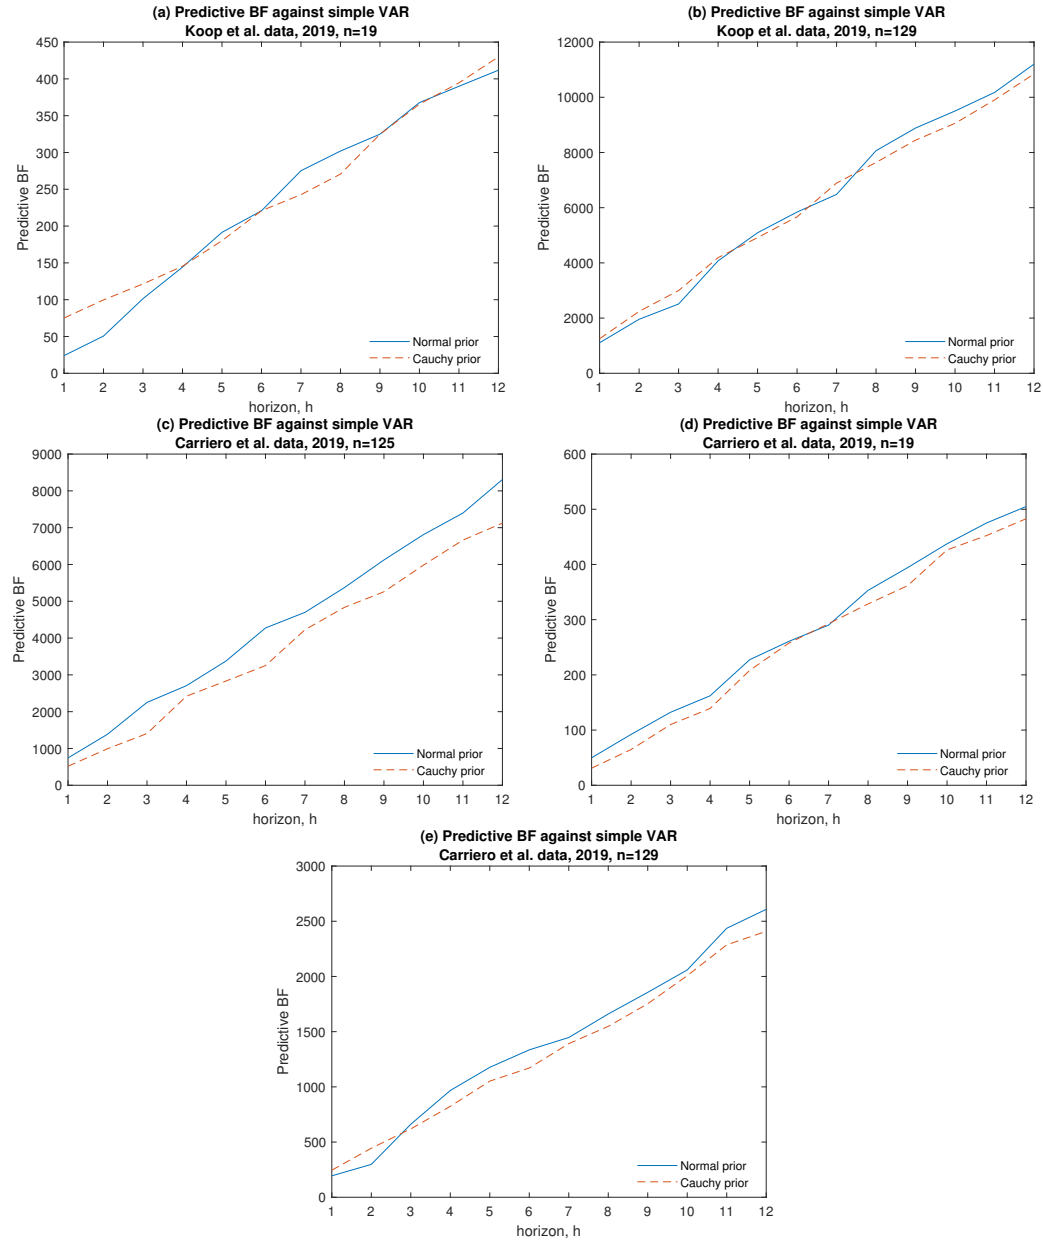 (a) Predictive BF against simple VAR
Koop et al. data, 2019, n=19
450
400
350
300
250
200
150
100
50
0
Predictive BF
Normal prior
Cauchy prior
1 2 3 4 5 6 7 8 9 10 11 12
horizon, h
(b) Predictive BF against simple VAR
Koop et al. data, 2019, n=129
12000
10000
8000
6000
4000
2000
0
Predictive BF
Normal prior
Cauchy prior
1 2 3 4 5 6 7 8 9 10 11 12
horizon, h
(c) Predictive BF against simple VAR
Carriero et al. data, 2019, n=125
9000
8000
7000
6000
5000
4000
3000
2000
1000
0
Predictive BF
Normal prior
Cauchy prior
1 2 3 4 5 6 7 8 9 10 11 12
horizon, h
(d) Predictive BF against simple VAR
Carriero et al. data, 2019, n=19
600
500
400
300
200
100
0
Predictive BF
Normal prior
Cauchy prior
1 2 3 4 5 6 7 8 9 10 11 12
horizon, h
(e) Predictive BF against simple VAR
Carriero et al. data, 2019, n=129
3000
2500
2000
1500
1000
500
0
Predictive BF
Normal prior
Cauchy prior
1 2 3 4 5 6 7 8 9 10 11 12
horizon, h